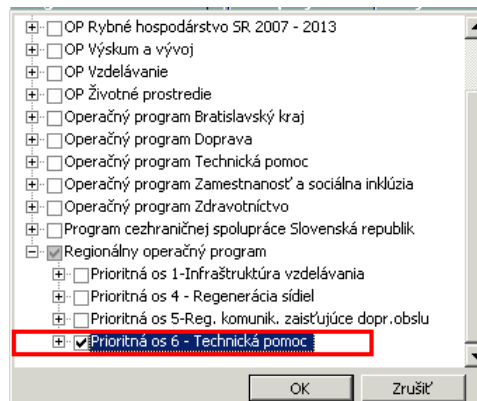 OP Rybné hospodárstvo SR 2007 - 2013
OP Výskum a vývoj
OP Vzdelávanie
OP Životné prostredie
Operačný program Bratislavský kraj
Operačný program Doprava
Operačný program Technická pomoc
Operačný program Zamestnanosť a sociálna inklúzia
Operačný program Zdravotníctvo
Program cezhraničnej spolupráce Slovenská republik
Regionálny operačný program
Prioritná os 1-Infraštruktúra vzdelávania
Prioritná os 4 - Regenerácia sídiel
Prioritná os 5-Reg. komunik. zaisťujúce dopr.obslu
Prioritná os 6 - Technická pomoc
OK Zrušiť